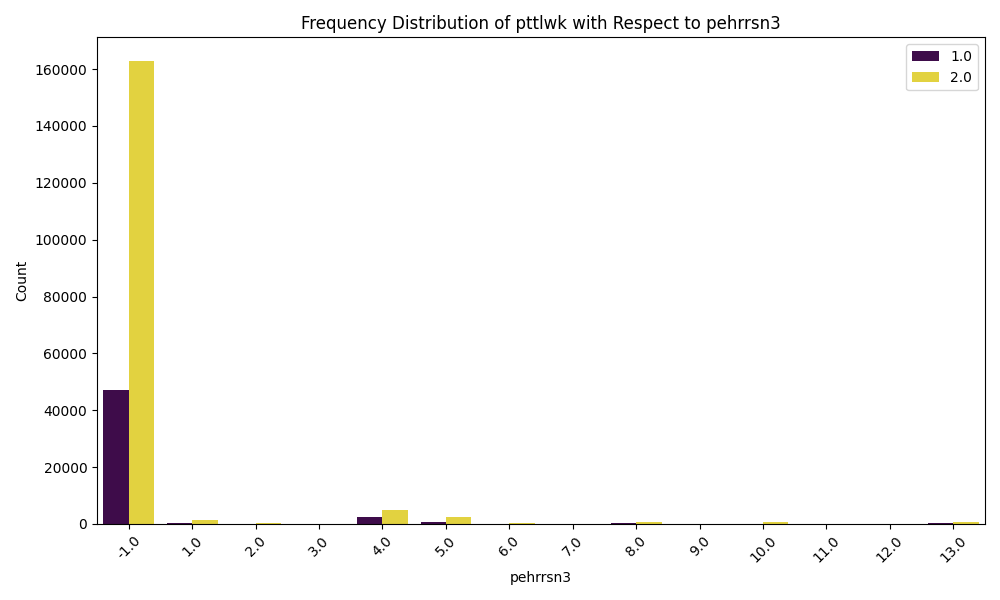 Frequency Distribution of pttlwk with Respect to pehrrsn3
1.0
2.0
160000
140000
120000
100000
80000
60000
40000
20000
0
Count
-1.0 1.0 2.0 3.0 4.0 5.0 6.0 7.0 8.0 9.0 10.0 11.0 12.0 13.0
pehrrsn3